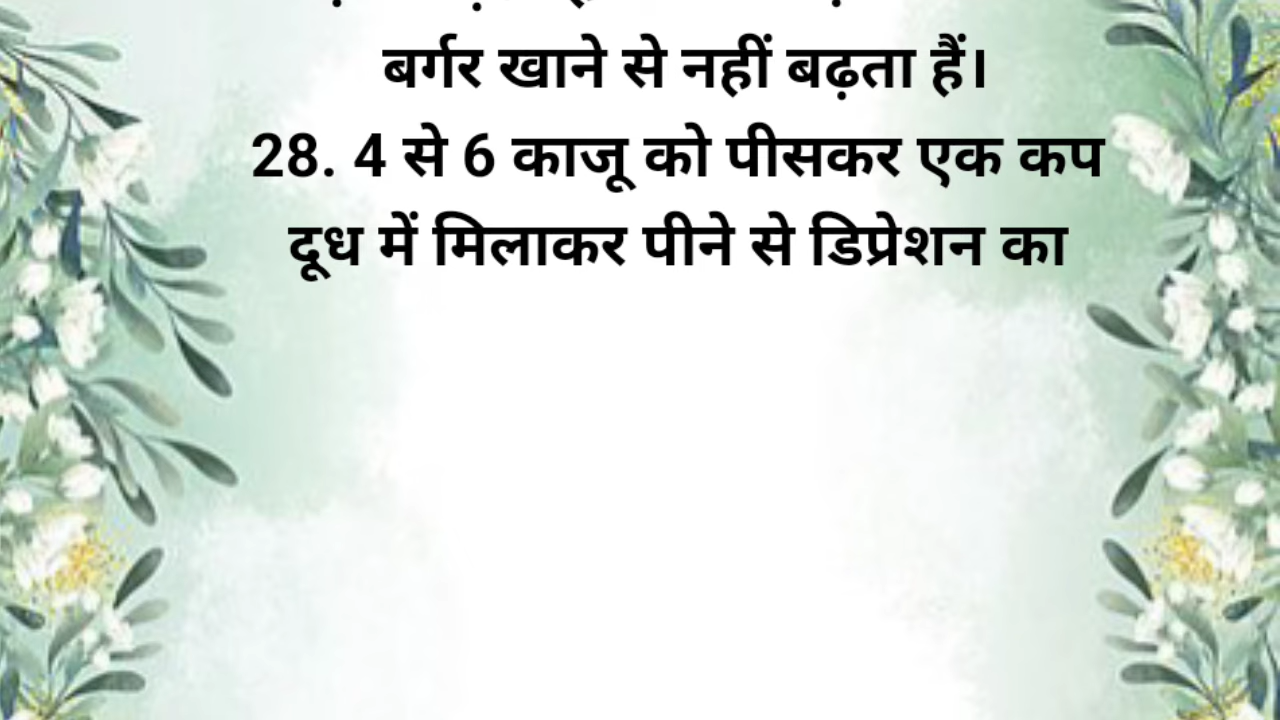 बर्गर खाने से नहीं बढ़ता हैं।
28. 4 से 6 काजू को पीसकर एक कप
दूध में मिलाकर पीने से डिप्रेशन का